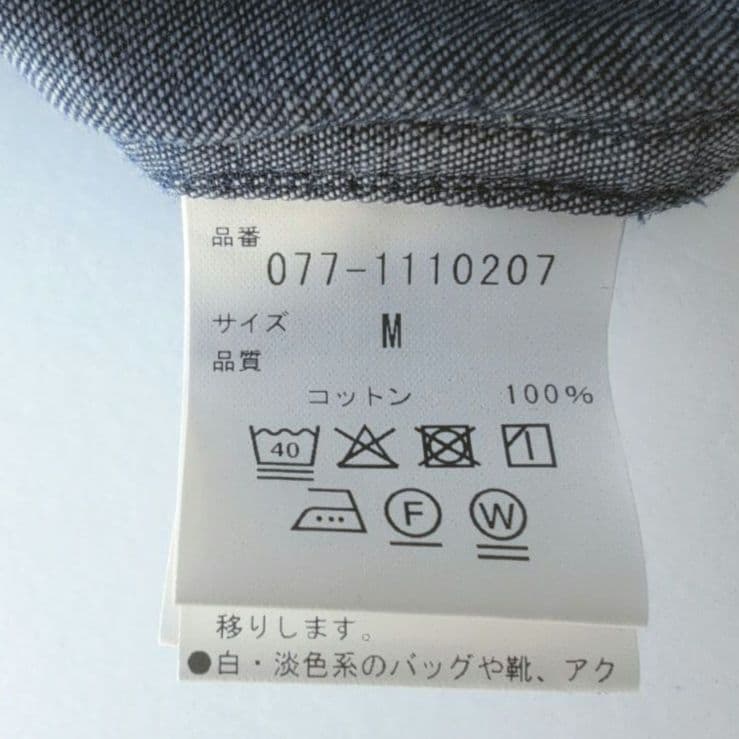 品番
077-1110207
サイズ M
品質
コットン 100%
40
F W
移りします。
●白・淡色系のバッグや靴、アク